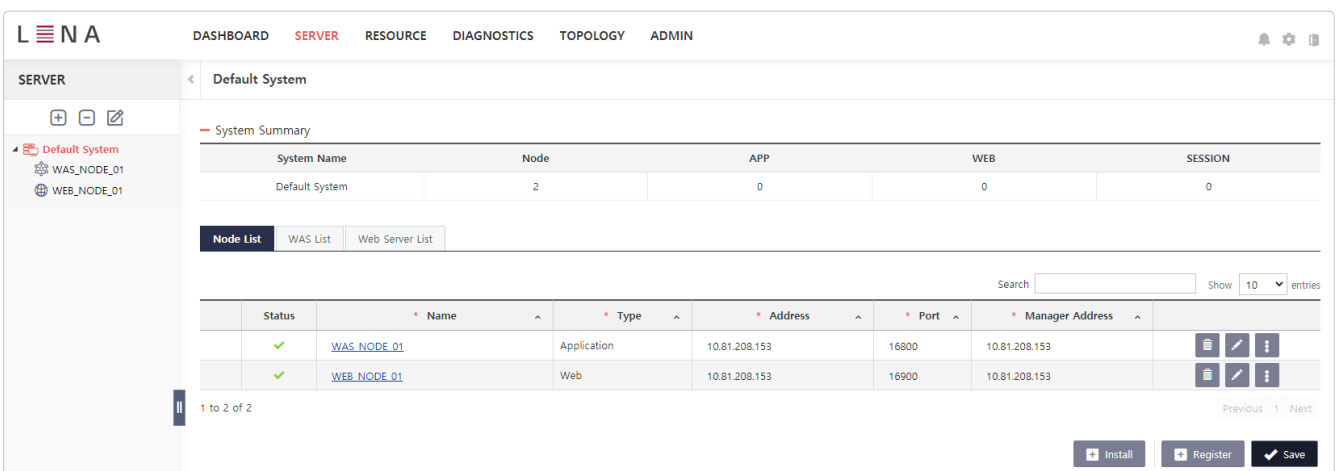 LENA DASHBOARD SERVER RESOURCE DIAGNOSTICS TOPOLOGY ADMIN
SERVER
Default System
WAS_NODE_01
WEB_NODE_01
Default System
System Summary
System Name Node APP WEB SESSION
Default System 2 0 0 0
Node List WAS List Web Server List
Search Show 10 entries
Status * Name * Type * Address * Port * Manager Address
WAS_NODE_01 Application 10.81.208.153 16800 10.81.208.153
WEB_NODE_01 Web 10.81.208.153 16900 10.81.208.153
1 to 2 of 2 Previous 1 Next
Install Register Save